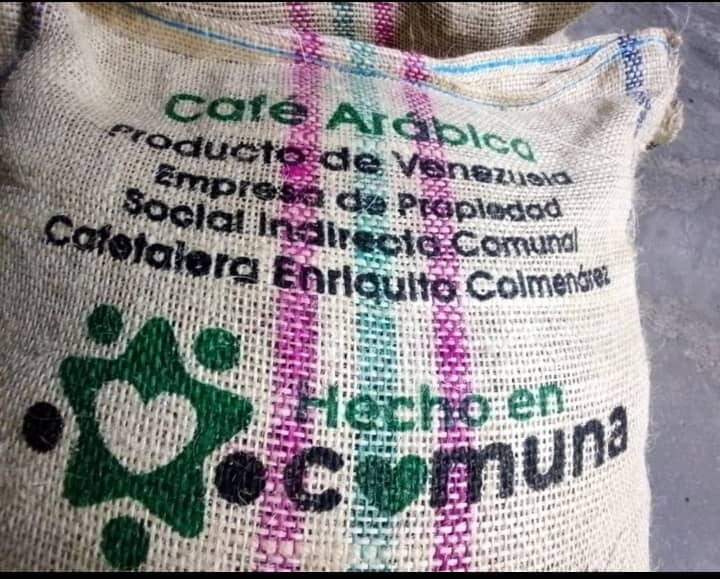 Café Arábica
Producto de Venezuela
Empresa de Propiedad
Social Indirecta Comunal
Cafetalera Enriquito Colmenárez
Hecho en
comuna